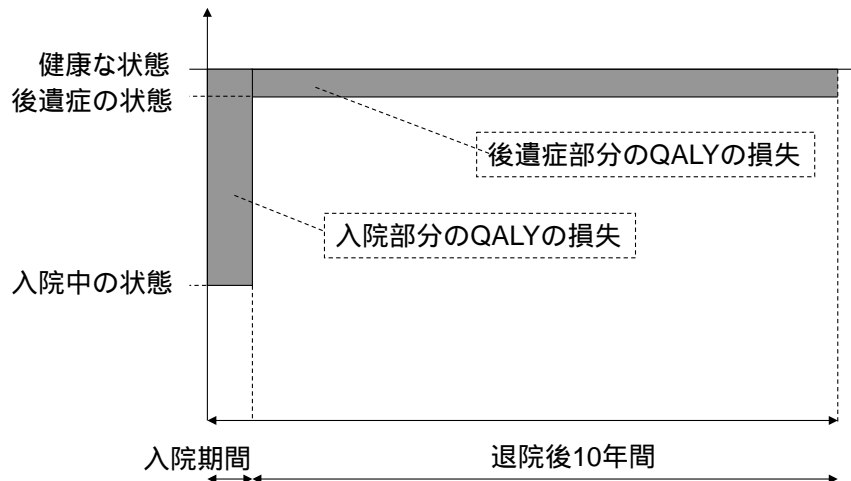 健康な状態
後遺症の状態
後遺症部分のQALYの損失
入院部分のQALYの損失
入院中の状態
入院期間
退院後10年間